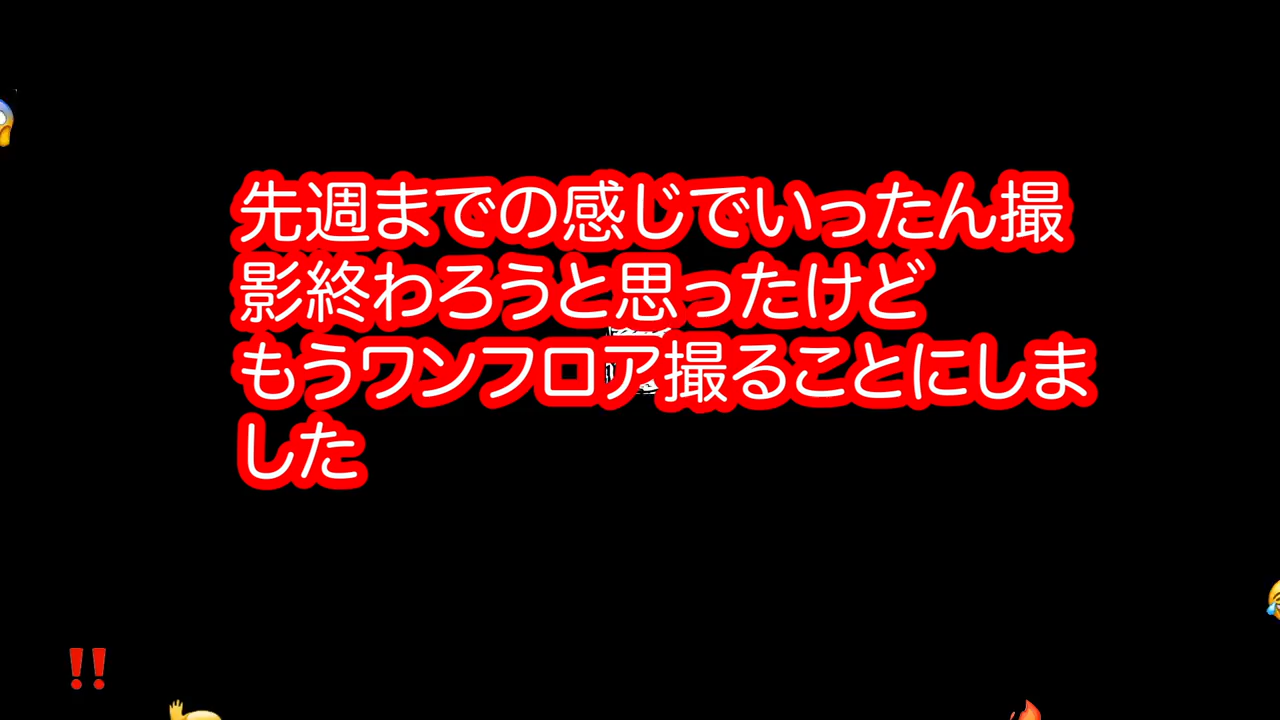 先週までの感じでいったん撮
影終わろうと思ったけど
もうワンフロア撮ることにしま
した